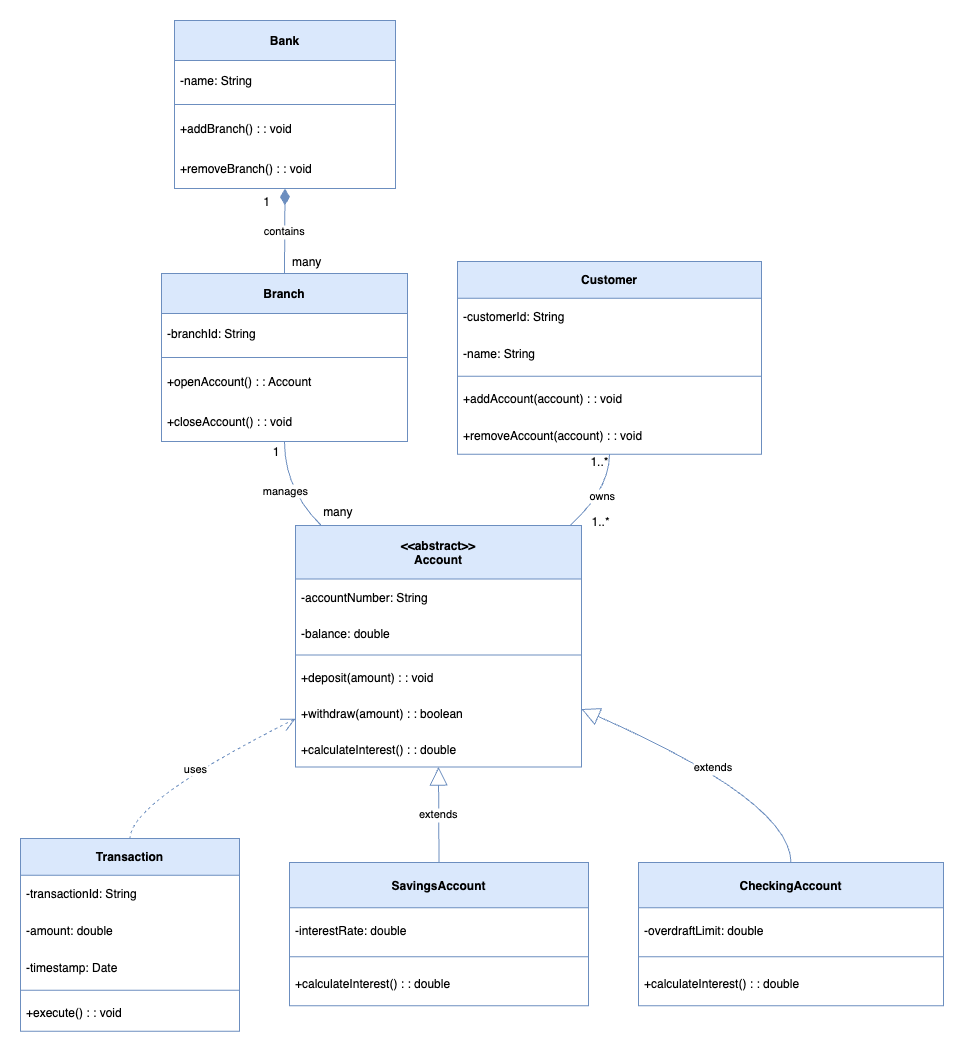 Bank
-name: String
+addBranch() : : void
+removeBranch() : : void
1
contains
many
Branch
-branchId: String
+openAccount() : : Account
+closeAccount() : : void
Customer
-customerId: String
-name: String
+addAccount(account) : : void
+removeAccount(account) : : void
1
manages
many
1..*
owns
1..*
<<abstract>>
Account
-accountNumber: String
-balance: double
+deposit(amount) : : void
+withdraw(amount) : : boolean
+calculateInterest() : : double
uses
extends
extends
Transaction
-transactionId: String
-amount: double
-timestamp: Date
+execute() : : void
SavingsAccount
-interestRate: double
+calculateInterest() : : double
CheckingAccount
-overdraftLimit: double
+calculateInterest() : : double